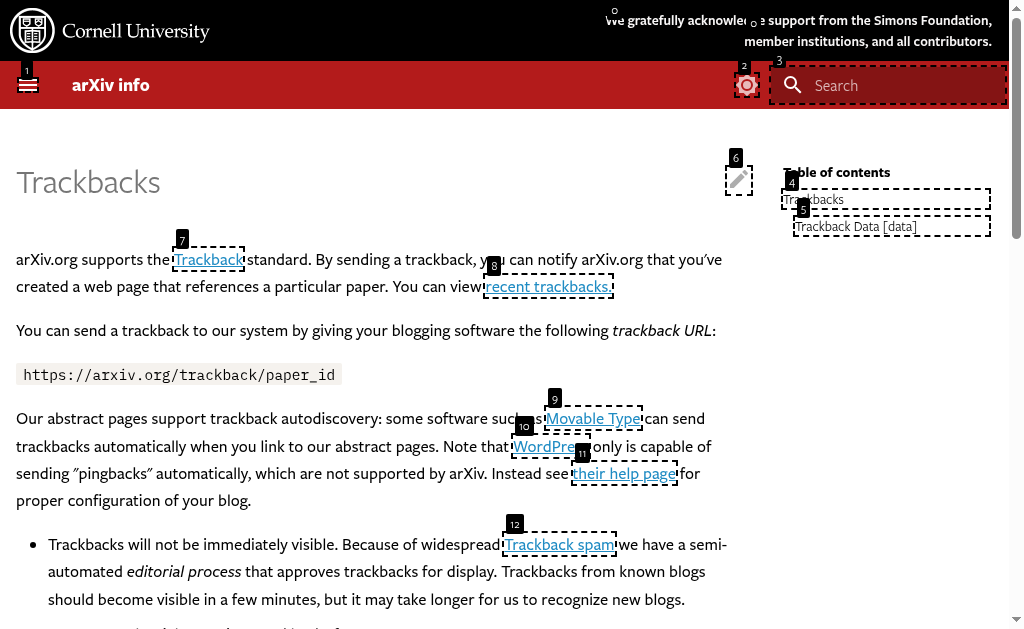 Cornell University
We gratefully acknowledge support from the Simons Foundation,
member institutions, and all contributors.
0
0
1
arXiv info
2
3
Search
6
Trackbacks
Table of contents
4
Trackbacks
5
Trackback Data [data]
7
arXiv.org supports the Trackback standard. By sending a trackback, you can notify arXiv.org that you've
8
created a web page that references a particular paper. You can view recent trackbacks.
You can send a trackback to our system by giving your blogging software the following trackback URL:
https://arxiv.org/trackback/paper_id
9
Our abstract pages support trackback autodiscovery: some software such as Movable Type can send
10
trackbacks automatically when you link to our abstract pages. Note that WordPress only is capable of
11
sending "pingbacks" automatically, which are not supported by arXiv. Instead see their help page for
proper configuration of your blog.
12
Trackbacks will not be immediately visible. Because of widespread Trackback spam we have a semi-
automated editorial process that approves trackbacks for display. Trackbacks from known blogs
should become visible in a few minutes, but it may take longer for us to recognize new blogs.